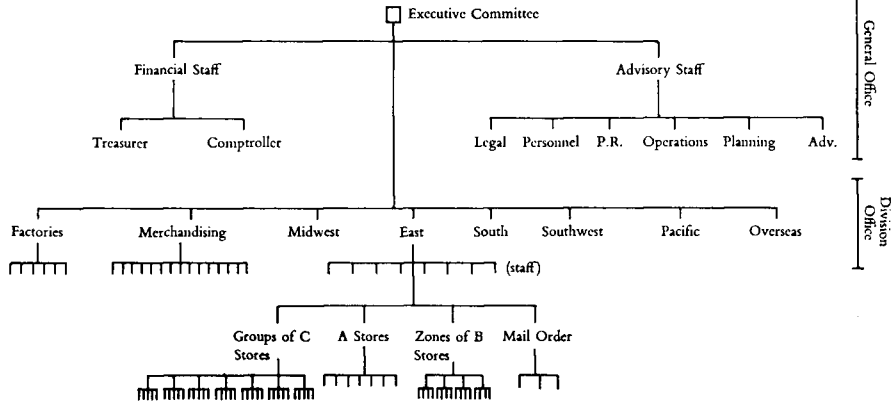 Executive Committee
General Office
Financial Staff
Advisory Staff
Treasurer
Comptroller
Legal
Personnel
P.R.
Operations
Planning
Adv.
Division Office
Factories
Merchandising
Midwest
East
South
Southwest
Pacific
Overseas
(staff)
Groups of C
Stores
A Stores
Zones of B
Stores
Mail Order